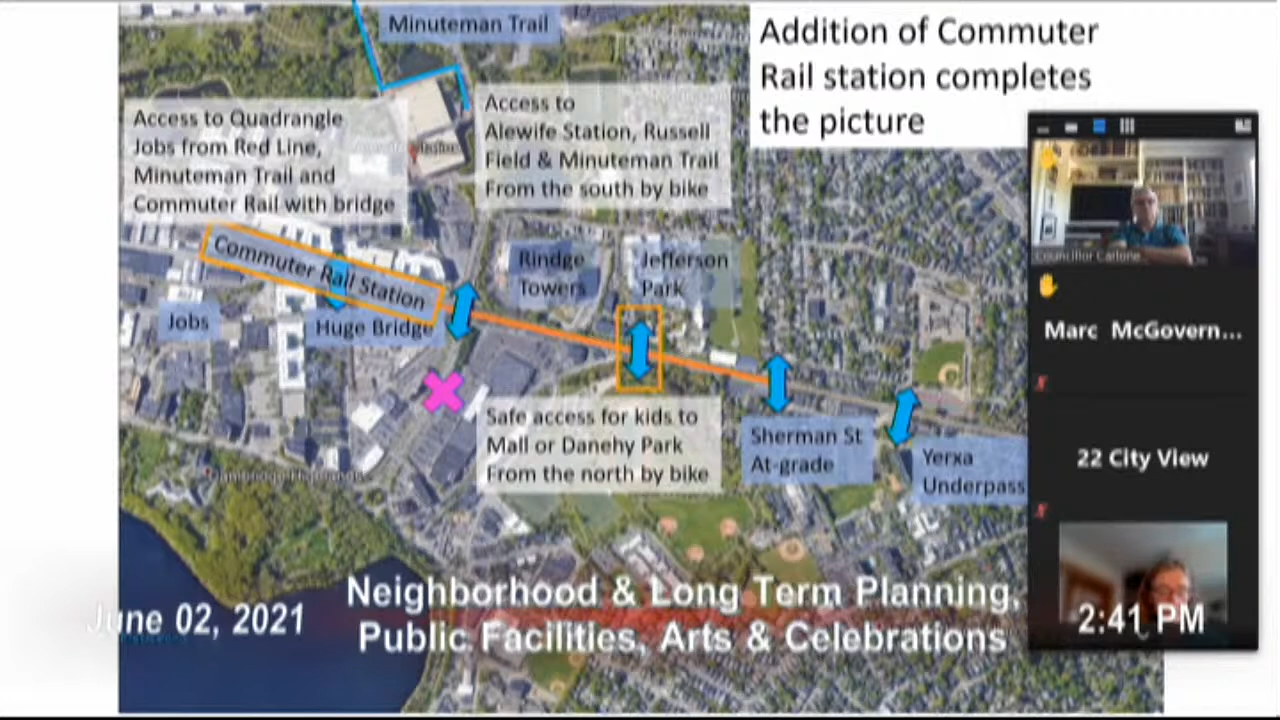 Minuteman Trail
Addition of Commuter
Rail station completes
the picture
Access to Quadrangle
Jobs from Red Line,
Minuteman Trail and
Commuter Rail with bridge
Access to
Alewife Station, Russell
Field & Minuteman Trail
From the south by bike
Commuter Rail Station
Rindge
Towers
Jefferson
Park
Jobs
Huge Bridge
Safe access for kids to
Mall or Danehy Park
From the north by bike
Sherman St
At-grade
Yerxa
Underpass
Cambridge Highlands
Councillor Carlone
Marc McGovern...
22 City View
June 02, 2021
Neighborhood & Long Term Planning,
Public Facilities, Arts & Celebrations
2:41 PM